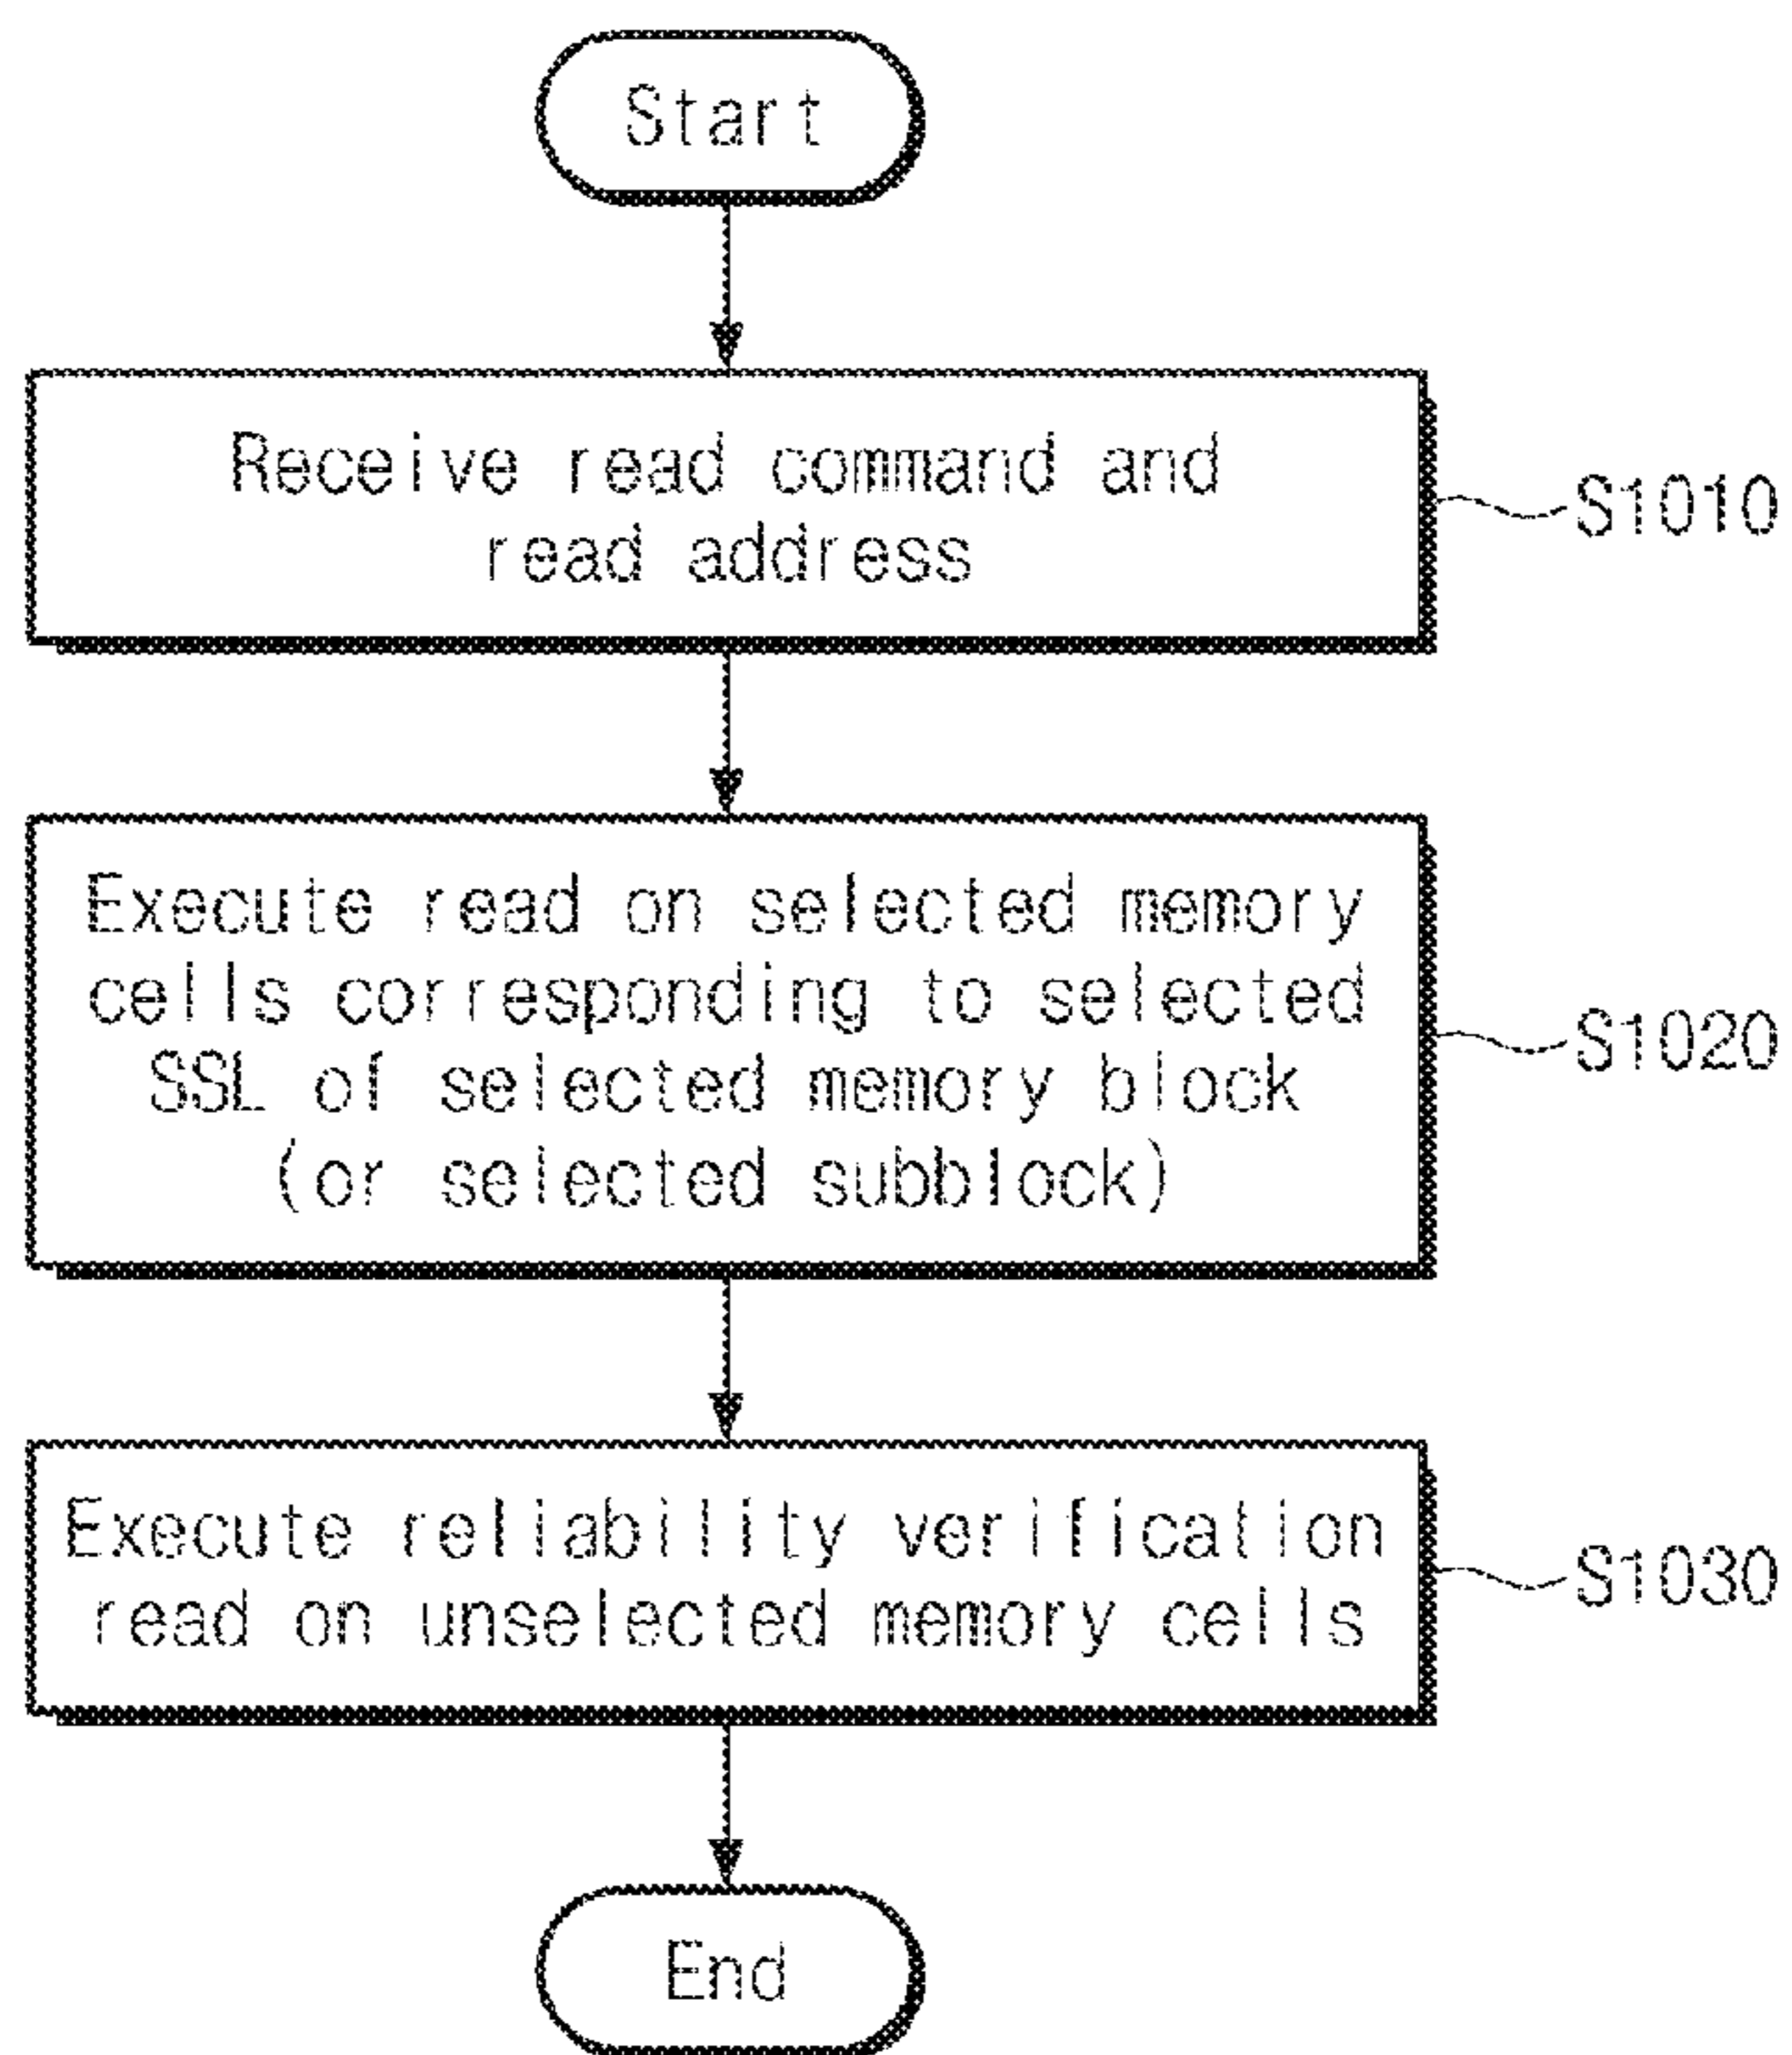 Start
Receive read command and
read address
S1010
Execute read on selected memory
cells corresponding to selected
SSL of selected memory block
(or selected subblock)
S1020
Execute reliability verification
read on unselected memory cells
S1030
End